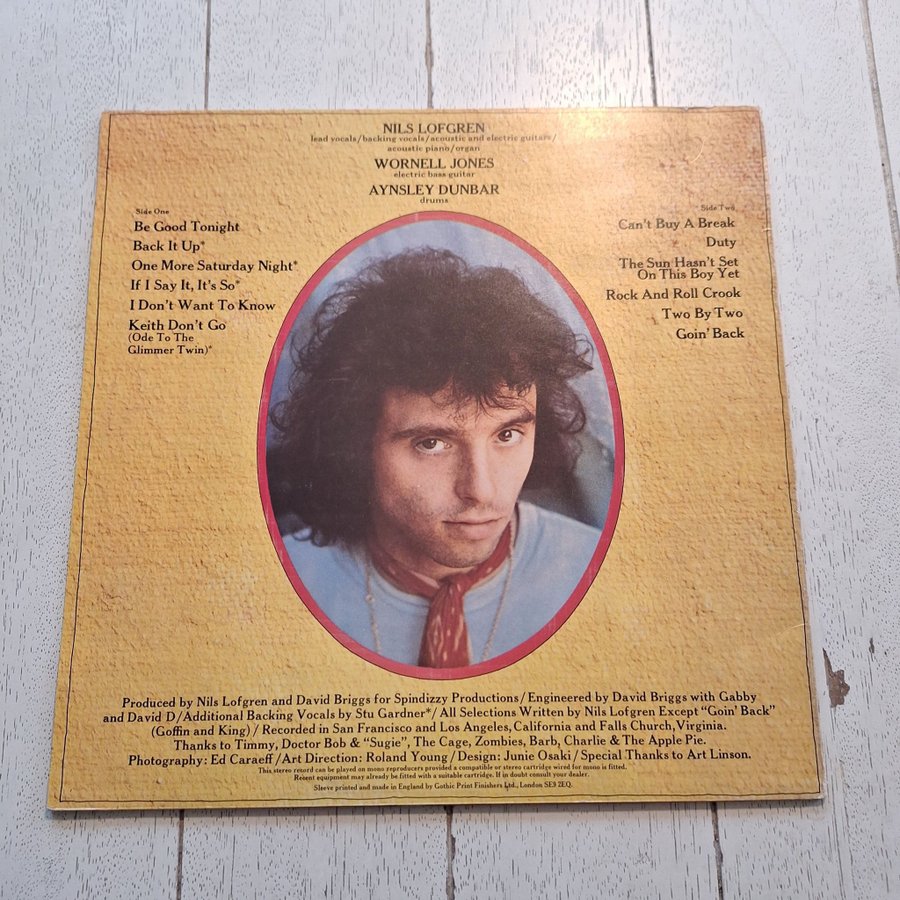 NILS LOFGREN
lead vocals/backing vocals/acoustic and electric guitars/
acoustic piano/organ
WORNELL JONES
electric bass guitar
AYNSLEY DUNBAR
drums
Side One
Be Good Tonight
Back It Up*
One More Saturday Night*
If I Say It, It's So*
I Don't Want To Know
Keith Don't Go
(Ode To The
Glimmer Twin)*
Side Two
Can't Buy A Break
Duty
The Sun Hasn't Set
On This Boy Yet
Rock And Roll Crook
Two By Two
Goin' Back
Produced by Nils Lofgren and David Briggs for Spindizzy Productions/Engineered by David Briggs with Gabby
and David D/Additional Backing Vocals by Stu Gardner*/All Selections Written by Nils Lofgren Except "Goin' Back"
(Goffin and King)/Recorded in San Francisco and Los Angeles, California and Falls Church, Virginia.
Thanks to Timmy, Doctor Bob & "Sugie", The Cage, Zombies, Barb, Charlie & The Apple Pie.
Photography: Ed Caraeff/Art Direction: Roland Young/Design: Junie Osaki/Special Thanks to Art Linson.
This stereo record can be played on mono reproducers provided a compatible or stereo cartridge wired for mono is fitted.
Recent equipment may already be fitted with a suitable cartridge. If in doubt consult your dealer.
Sleeve printed and made in England by Gothic Print Finishers Ltd., London SE9 2EQ.